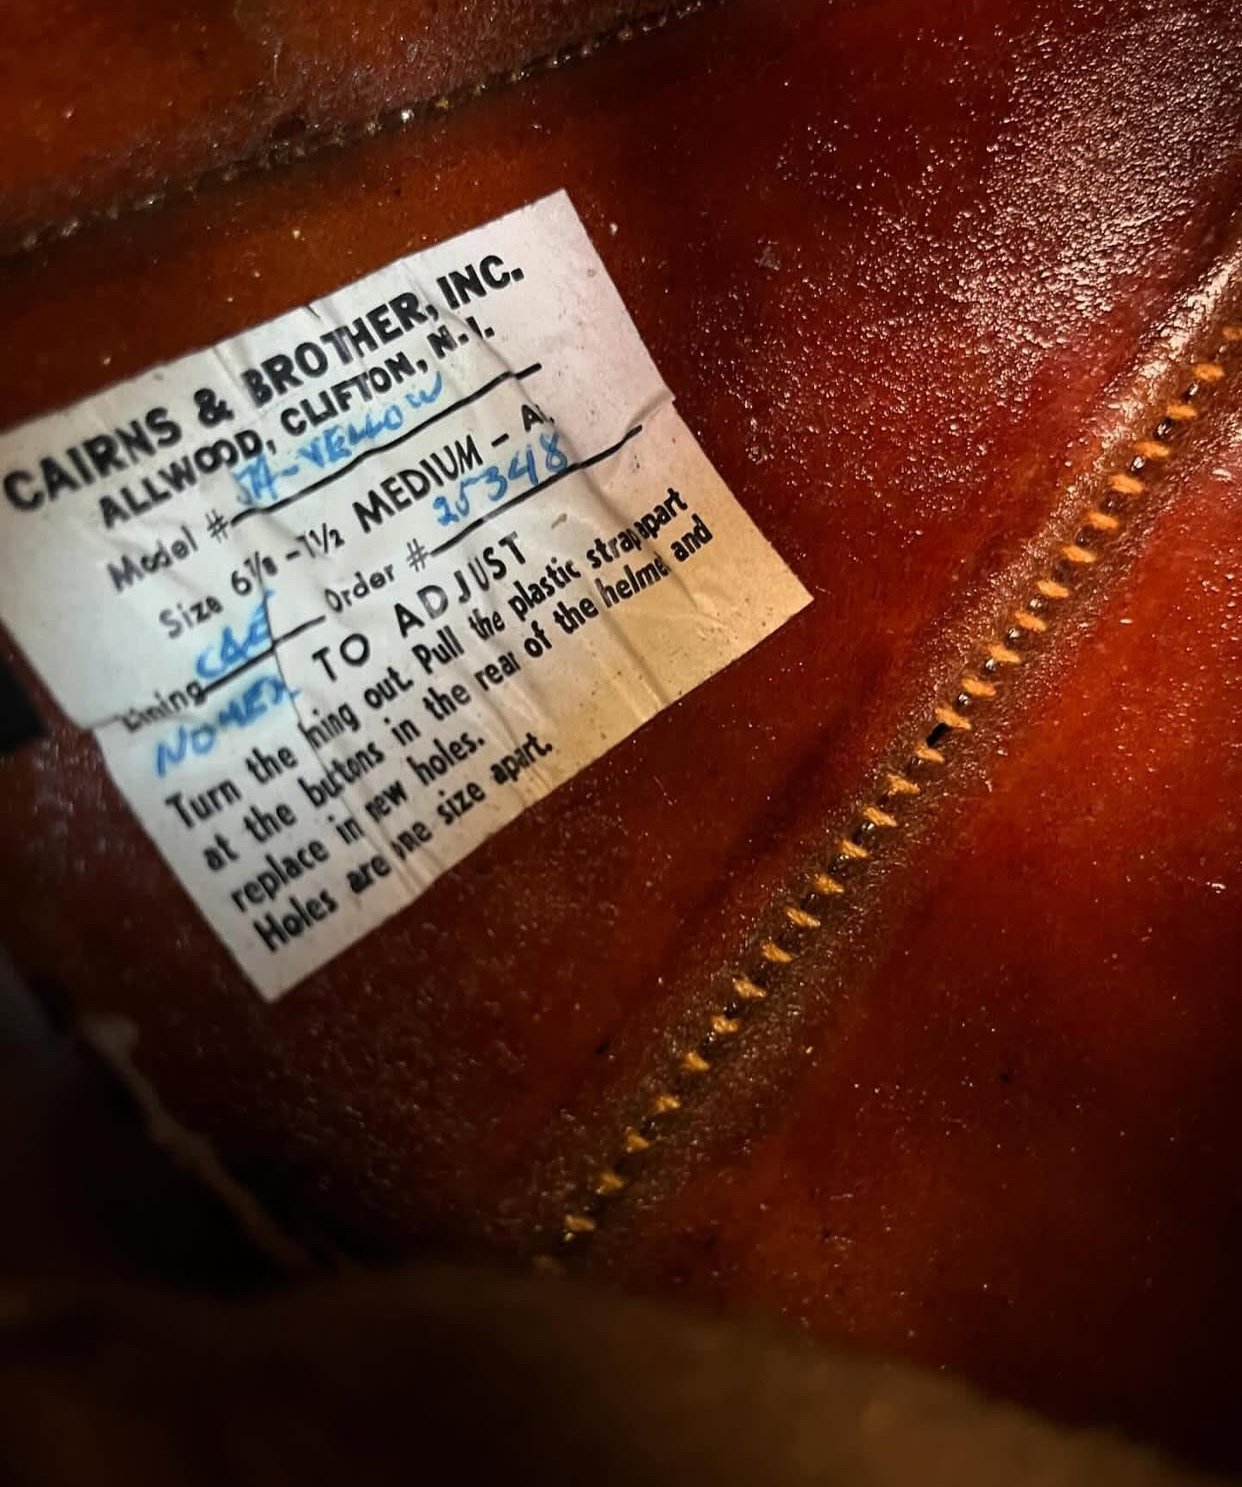 CAIRNS & BROTHER, INC.
ALLWOOD, CLIFTON, N.J.
Model # 5A-YELLOW
Size 6⅞ - 7½ MEDIUM -
Lining C&E Order # 25348
NOMEX
TO ADJUST
Turn the lining out. Pull the plastic strap apart
at the buttons in the rear of the helme and
replace in new holes.
Holes are one size apart.